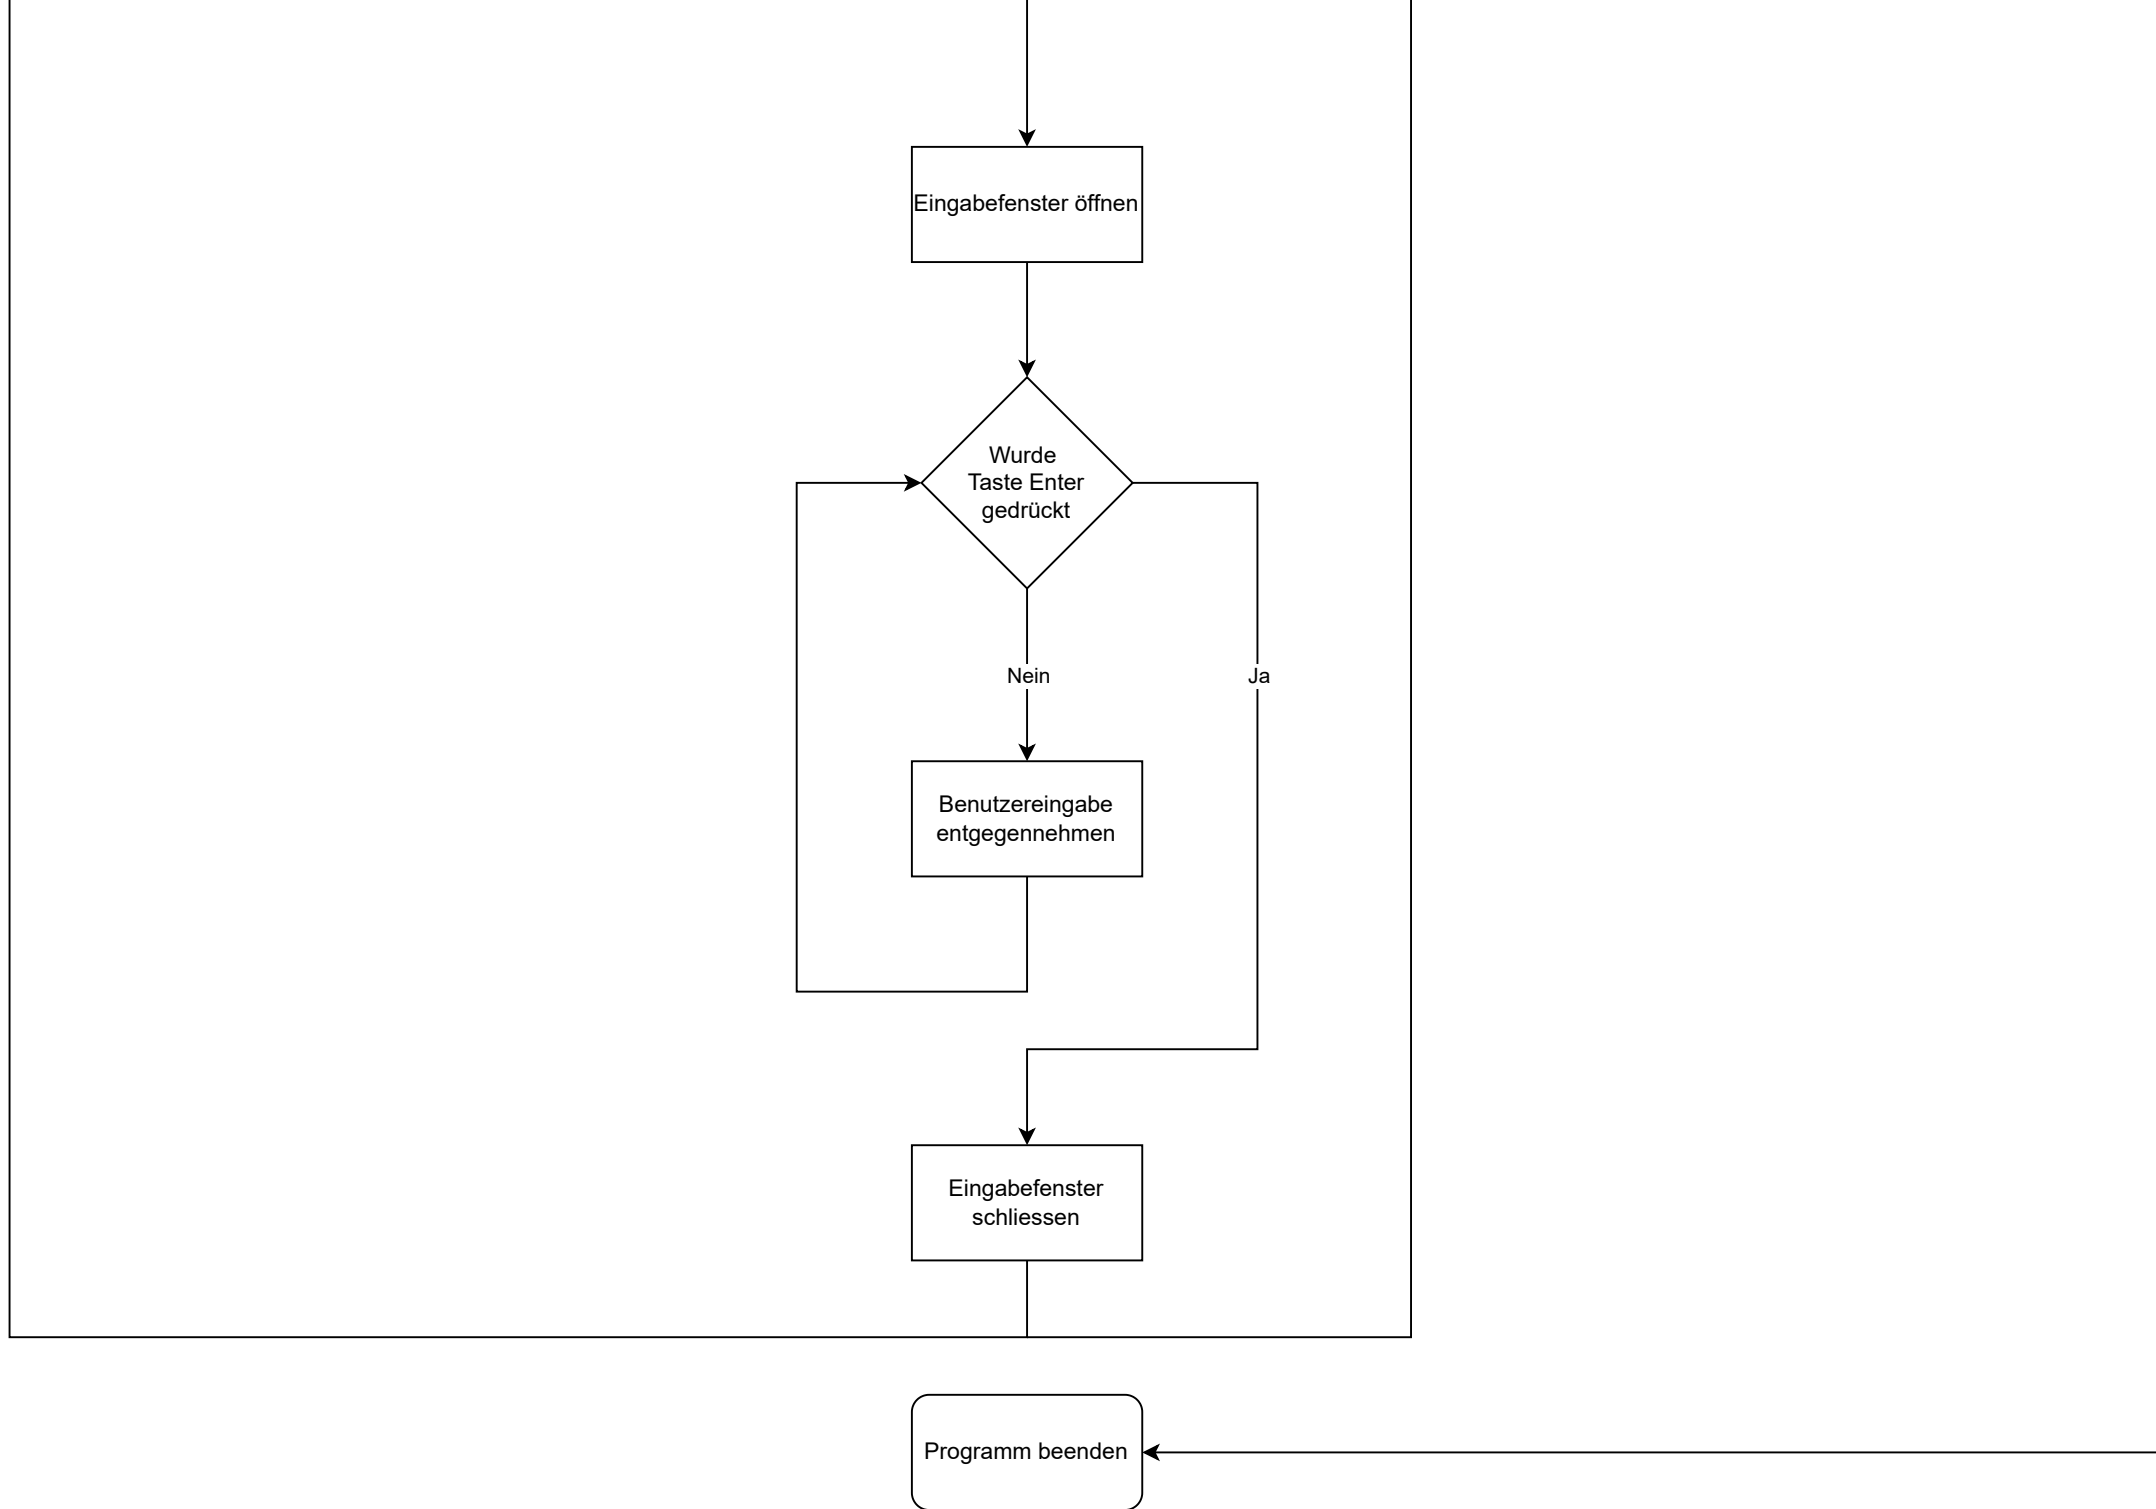 Eingabefenster öffnen
Wurde
Taste Enter
gedrückt
Nein
Ja
Benutzereingabe
entgegennehmen
Eingabefenster
schliessen
Programm beenden